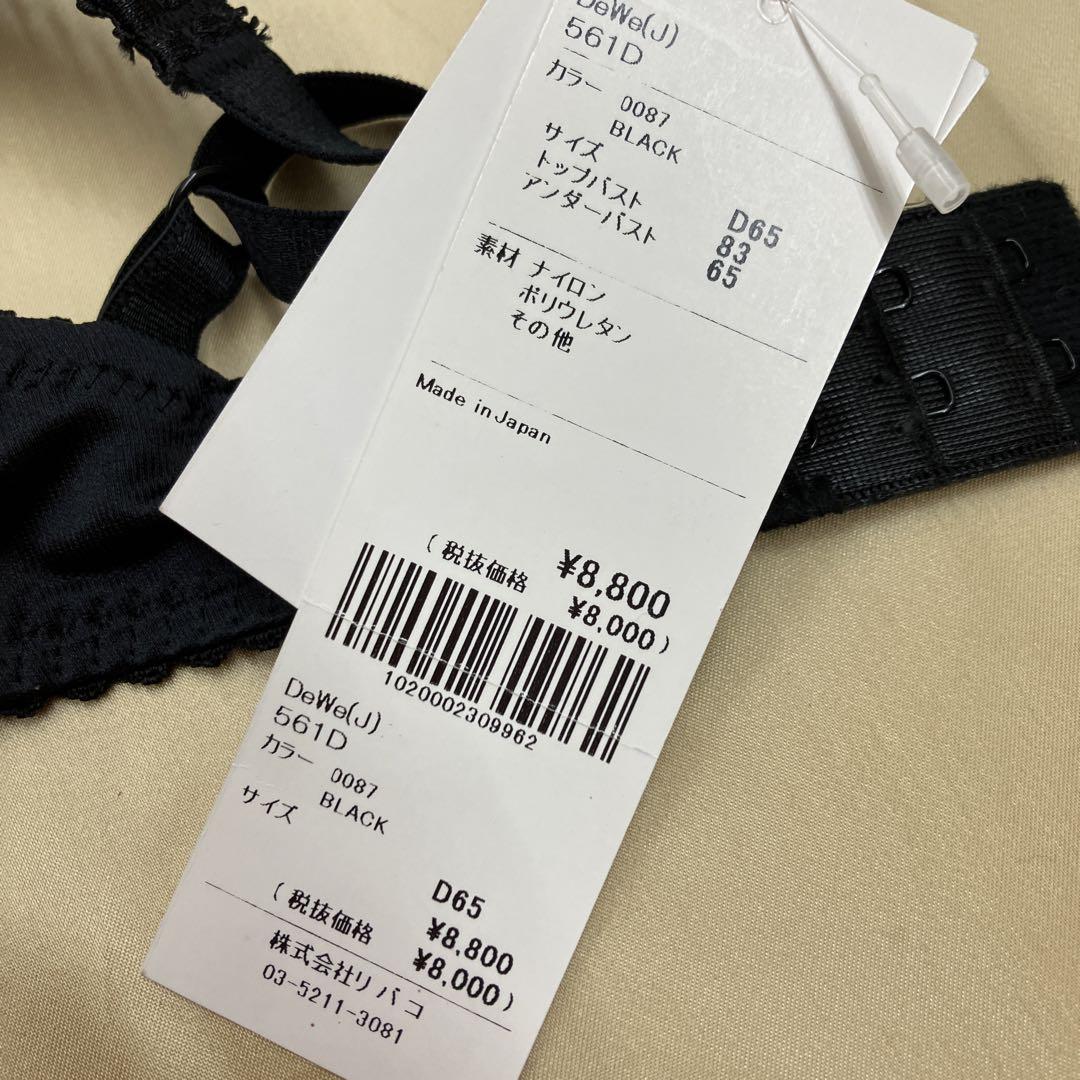 DeWe(J)
561D
カラー 0087
BLACK
サイズ D65
トップバスト 83
アンダーバスト 65
素材 ナイロン
ポリウレタン
その他
Made in Japan
¥8,800
(税抜価格 ¥8,000)
1020002309962
DeWe(J)
561D
カラー 0087
BLACK
サイズ D65
¥8,800
(税抜価格 ¥8,000)
株式会社リバコ
03-5211-3081